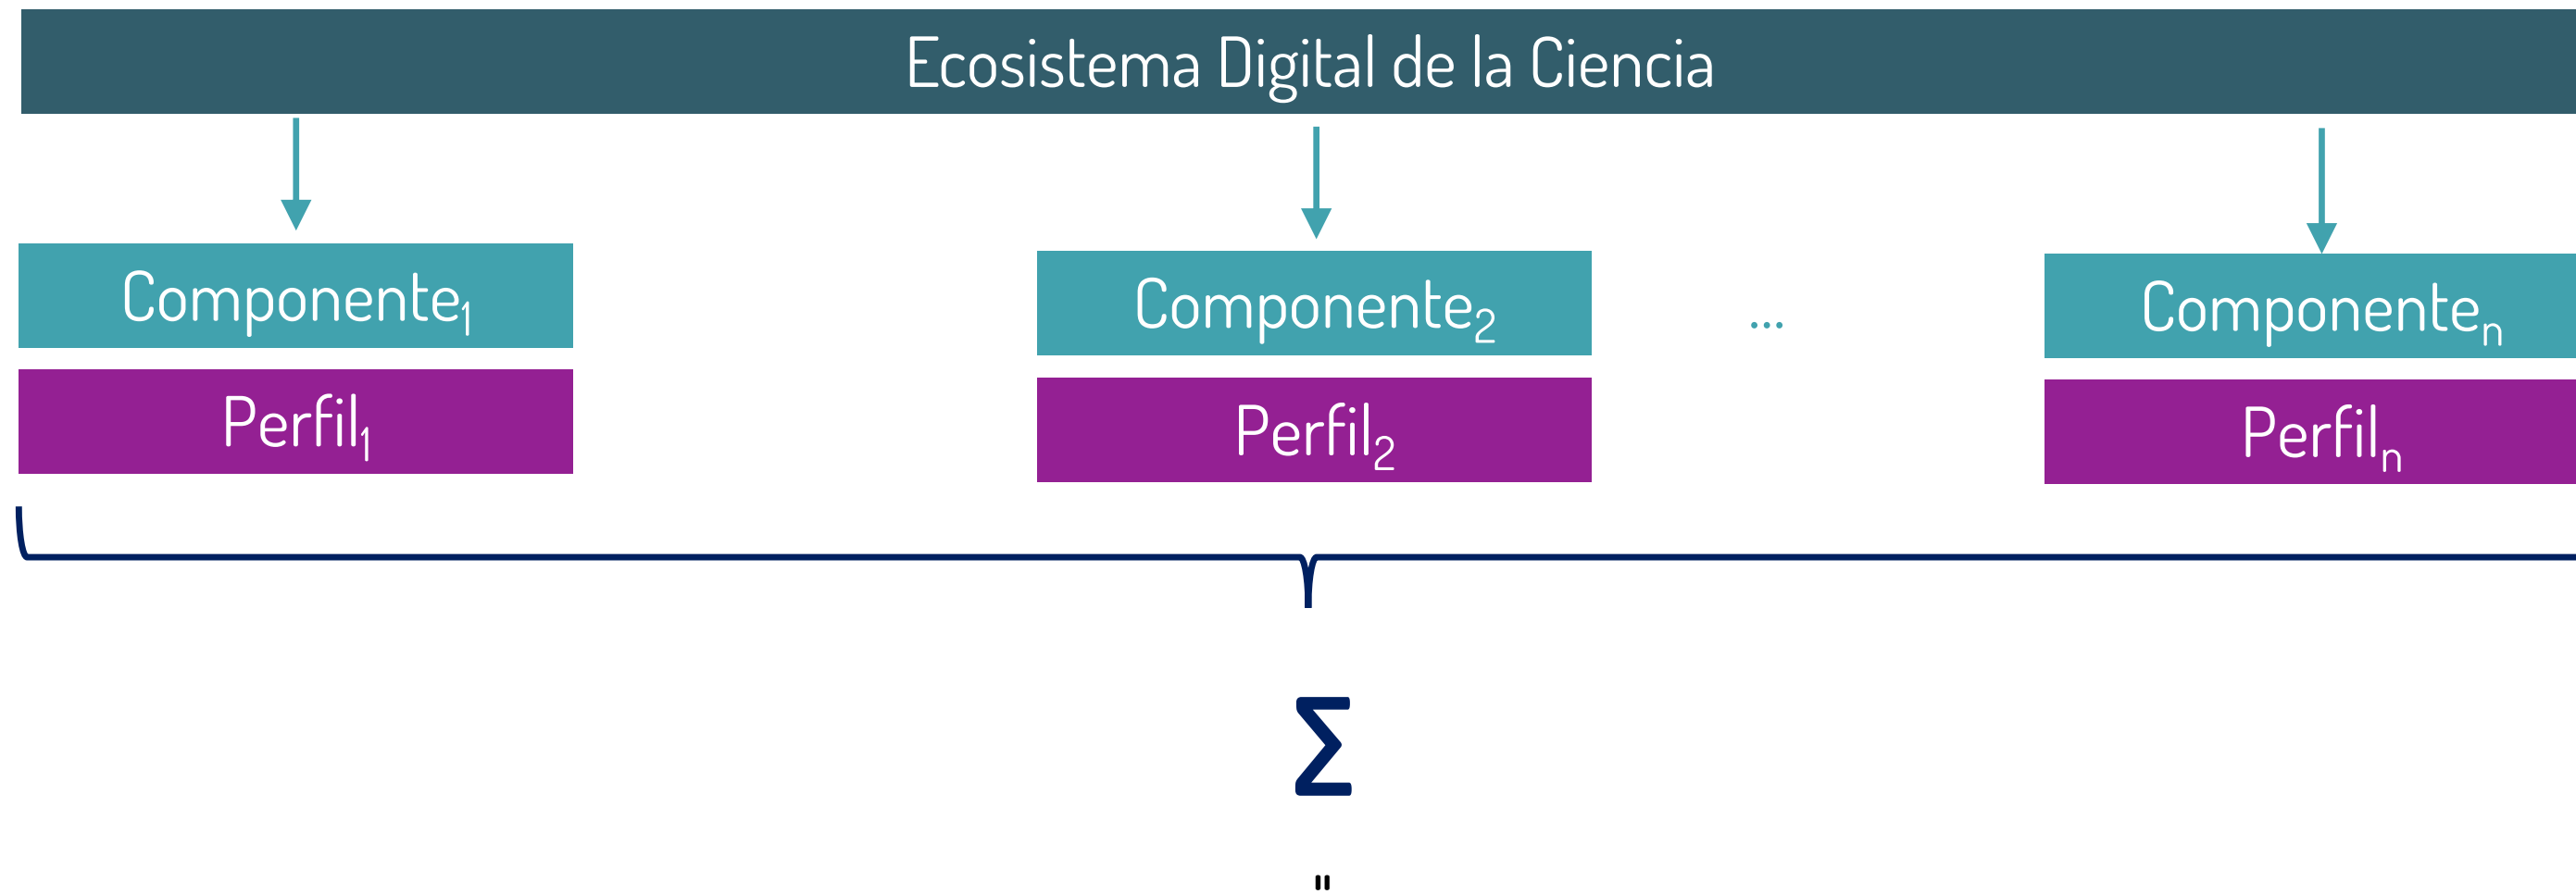 Ecosistema Digital de la Ciencia
Componente₁ Componente₂ ... Componenteₙ
Perfil₁ Perfil₂ Perfilₙ
Σ
"